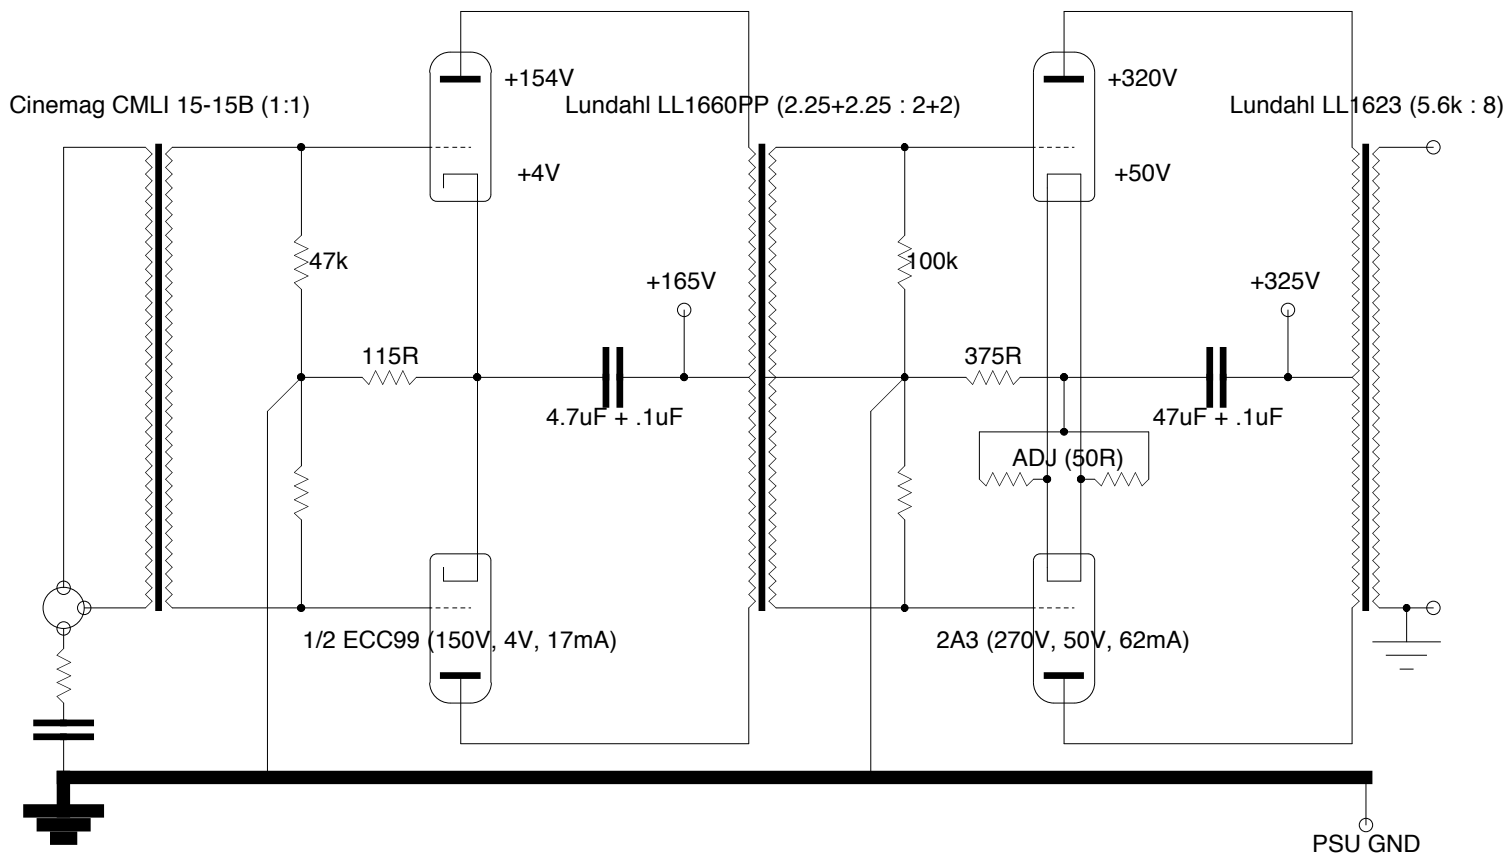 +154V
+320V
Cinemag CMLI 15-15B (1:1)
Lundahl LL1660PP (2.25+2.25 : 2+2)
Lundahl LL1623 (5.6k : 8)
+4V
+50V
47k
100k
+165V
+325V
115R
375R
4.7uF + .1uF
47uF + .1uF
ADJ (50R)
1/2 ECC99 (150V, 4V, 17mA)
2A3 (270V, 50V, 62mA)
PSU GND